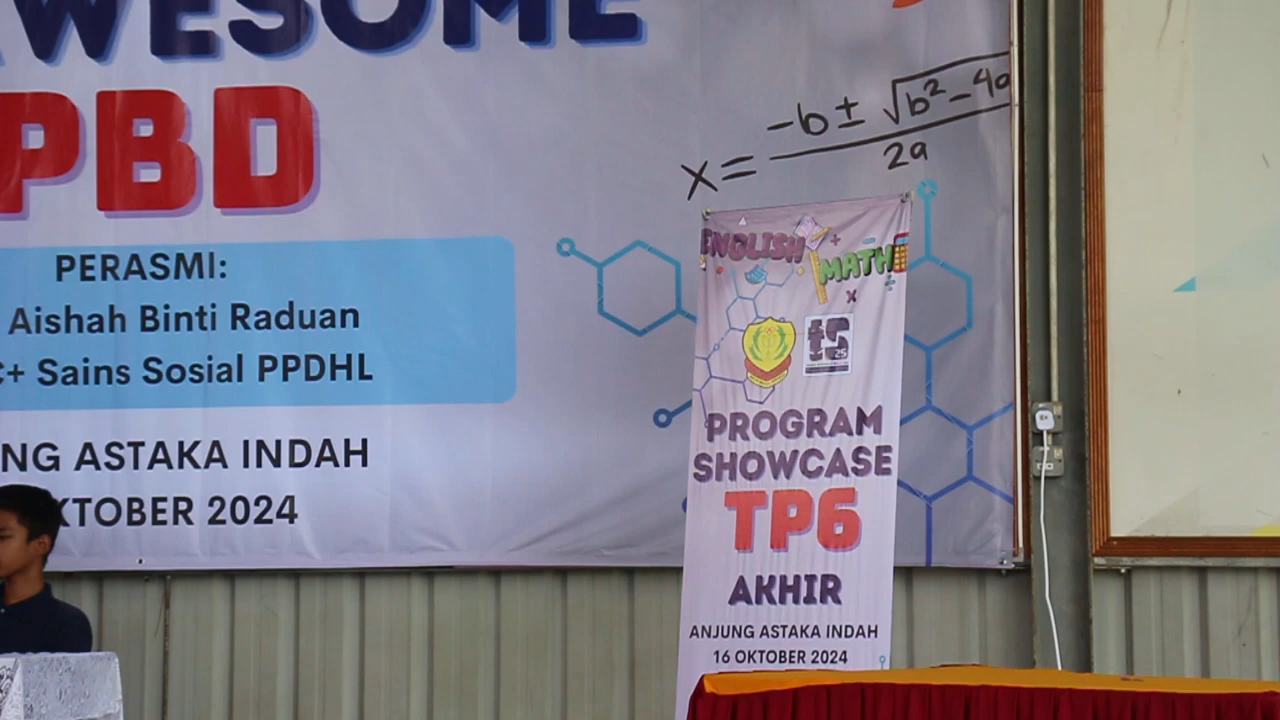 AWESOME
PBD
PERASMI:
Aishah Binti Raduan
C+ Sains Sosial PPDHL
NG ASTAKA INDAH
KTOBER 2024
x = -b ± √b² - 4a
2a
ENGLISH
MATH
PROGRAM
SHOWCASE
TP6
AKHIR
ANJUNG ASTAKA INDAH
16 OKTOBER 2024